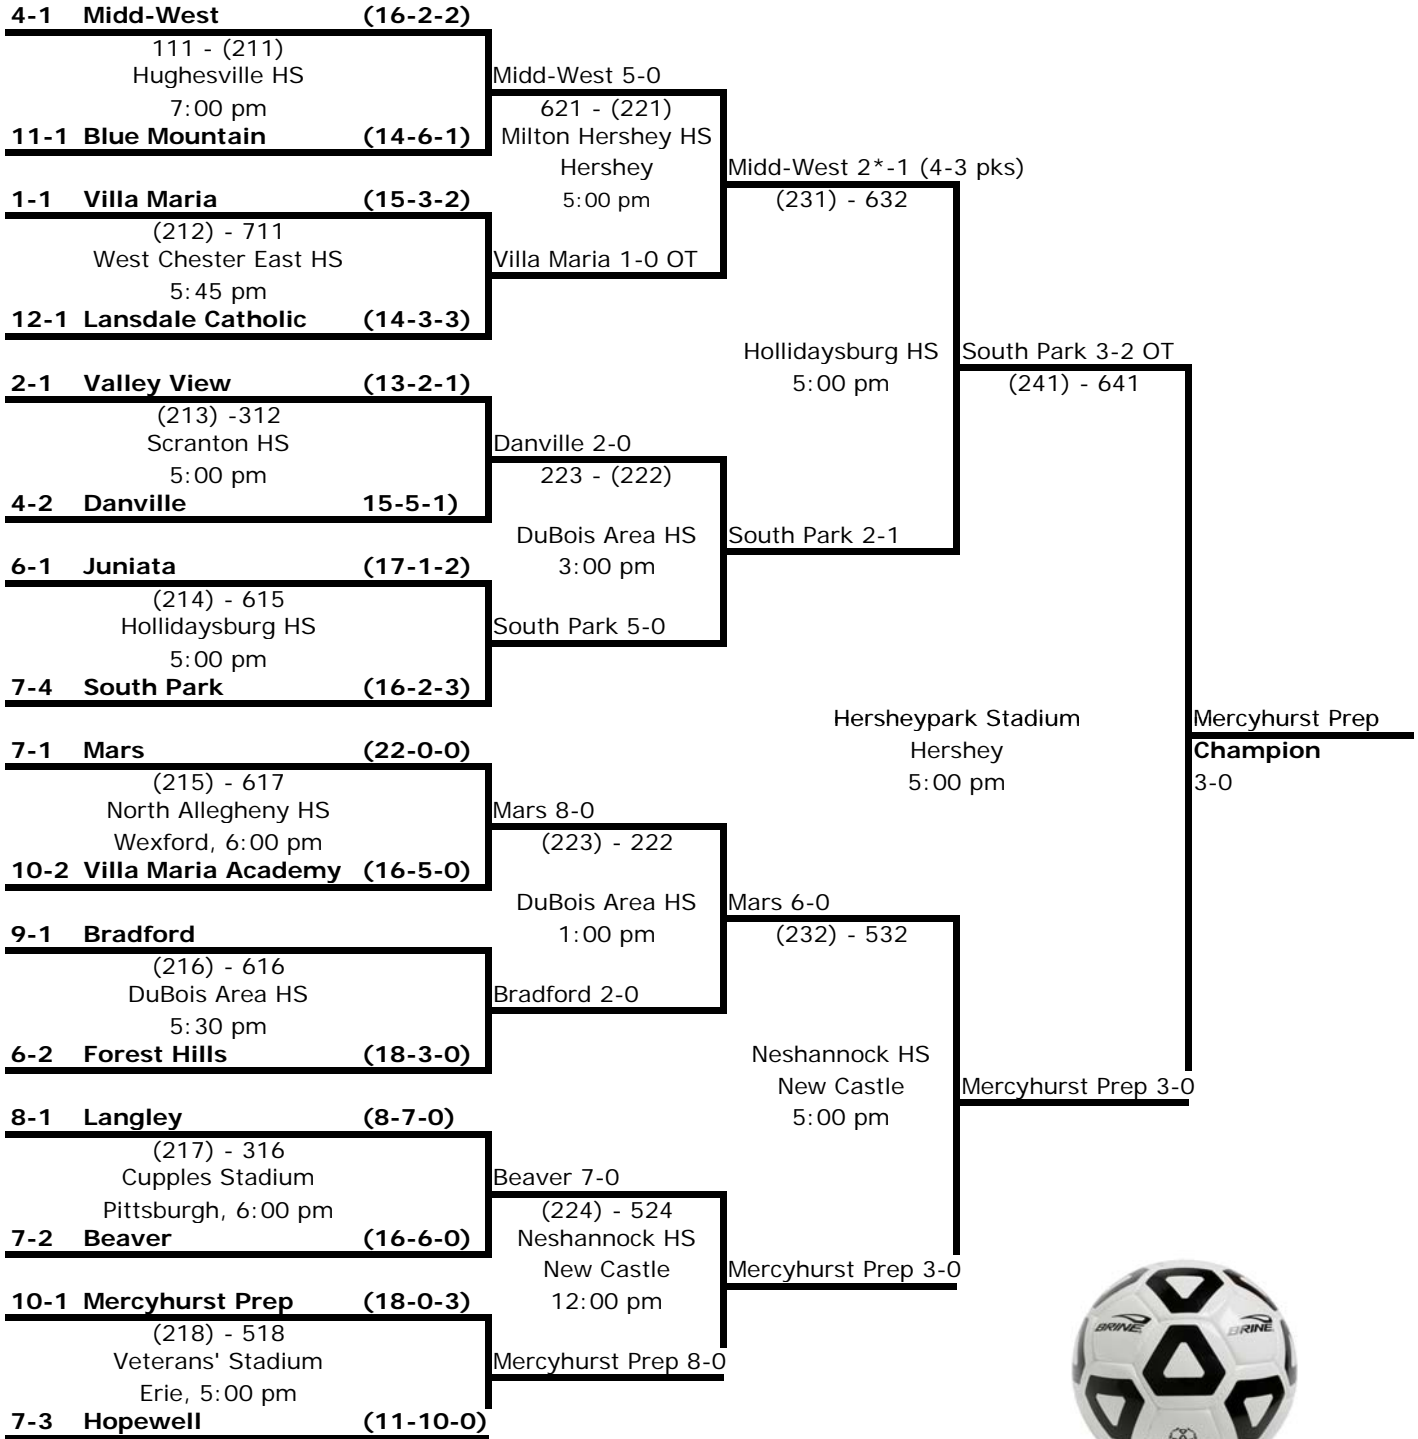 4-1 Midd-West (16-2-2)
111 - (211)
Hughesville HS
7:00 pm
11-1 Blue Mountain (14-6-1)
1-1 Villa Maria (15-3-2)
(212) - 711
West Chester East HS
5:45 pm
12-1 Lansdale Catholic (14-3-3)
2-1 Valley View (13-2-1)
(213) -312
Scranton HS
5:00 pm
4-2 Danville 15-5-1)
6-1 Juniata (17-1-2)
(214) - 615
Hollidaysburg HS
5:00 pm
7-4 South Park (16-2-3)
7-1 Mars (22-0-0)
(215) - 617
North Allegheny HS
Wexford, 6:00 pm
10-2 Villa Maria Academy (16-5-0)
9-1 Bradford
(216) - 616
DuBois Area HS
5:30 pm
6-2 Forest Hills (18-3-0)
8-1 Langley (8-7-0)
(217) - 316
Cupples Stadium
Pittsburgh, 6:00 pm
7-2 Beaver (16-6-0)
10-1 Mercyhurst Prep (18-0-3)
(218) - 518
Veterans' Stadium
Erie, 5:00 pm
7-3 Hopewell (11-10-0)
Midd-West 5-0
621 - (221)
Milton Hershey HS
Hershey
5:00 pm
Villa Maria 1-0 OT
Danville 2-0
223 - (222)
DuBois Area HS
3:00 pm
South Park 5-0
Mars 8-0
(223) - 222
DuBois Area HS
1:00 pm
Bradford 2-0
Beaver 7-0
(224) - 524
Neshannock HS
New Castle
12:00 pm
Mercyhurst Prep 8-0
Midd-West 2*-1 (4-3 pks)
(231) - 632
Hollidaysburg HS
5:00 pm
South Park 2-1
Mars 6-0
(232) - 532
Neshannock HS
New Castle
5:00 pm
Mercyhurst Prep 3-0
South Park 3-2 OT
(241) - 641
Hersheypark Stadium
Hershey
5:00 pm
Mercyhurst Prep 3-0
Mercyhurst Prep
Champion
3-0
BRINE
BRINE